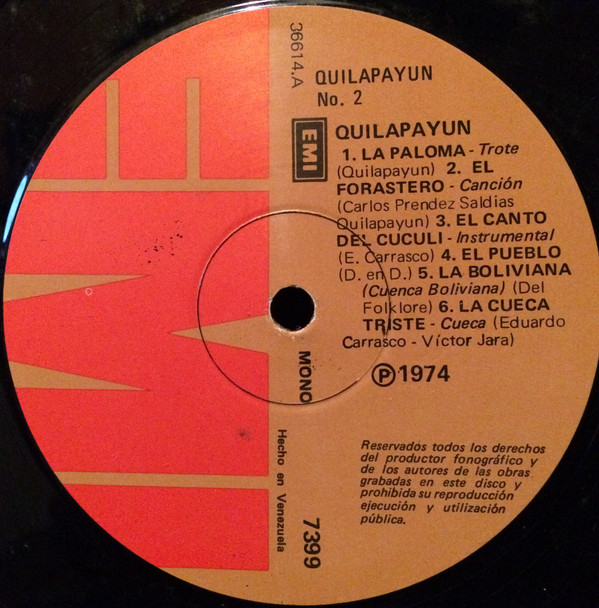 36614.A
QUILAPAYUN
No. 2
EMI
QUILAPAYUN
1. LA PALOMA - Trote
(Quilapayun) 2. EL
FORASTERO - Canción
(Carlos Prendez Saldias
Quilapayun) 3. EL CANTO
DEL CUCULI - Instrumental
(E. Carrasco) 4. EL PUEBLO
(D. en D.) 5. LA BOLIVIANA
(Cuenca Boliviana) (Del
Folklore) 6. LA CUECA
TRISTE - Cueca (Eduardo
Carrasco - Víctor Jara)
MONO
Ⓟ 1974
Reservados todos los derechos
del productor fonográfico y
de los autores de las obras
grabadas en este disco y
prohibida su reproducción
ejecución y utilización
pública.
Hecho en Venezuela
7399